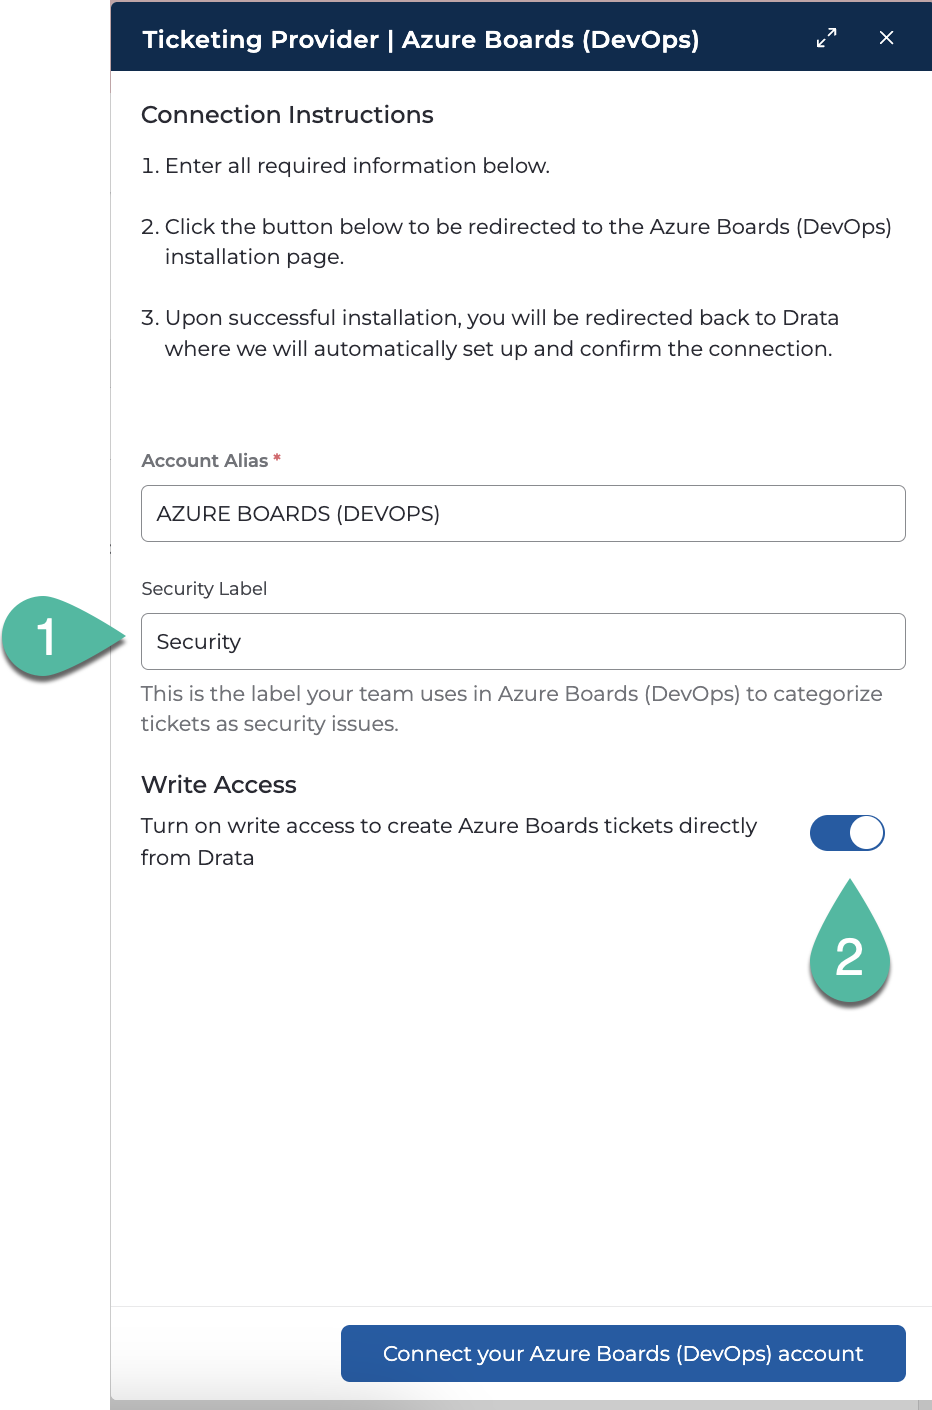 Ticketing Provider | Azure Boards (DevOps)
Connection Instructions
1. Enter all required information below.
2. Click the button below to be redirected to the Azure Boards (DevOps)
installation page.
3. Upon successful installation, you will be redirected back to Drata
where we will automatically set up and confirm the connection.
Account Alias *
AZURE BOARDS (DEVOPS)
Security Label
1
Security
This is the label your team uses in Azure Boards (DevOps) to categorize
tickets as security issues.
Write Access
Turn on write access to create Azure Boards tickets directly
from Drata
2
Connect your Azure Boards (DevOps) account